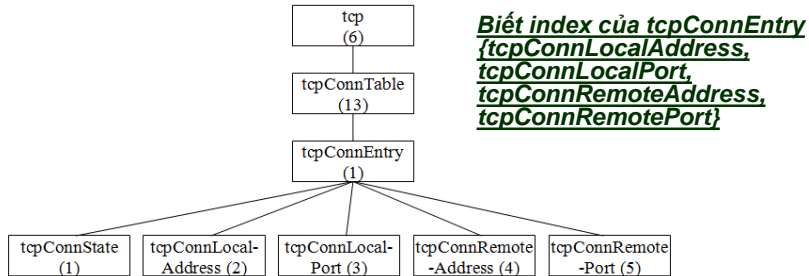 tcp
(6)
Biết index của tcpConnEntry
{tcpConnLocalAddress,
tcpConnLocalPort,
tcpConnRemoteAddress,
tcpConnRemotePort}
tcpConnTable
(13)
tcpConnEntry
(1)
tcpConnState
(1)
tcpConnLocal-
Address (2)
tcpConnLocal-
Port (3)
tcpConnRemote
-Address (4)
tcpConnRemote
-Port (5)